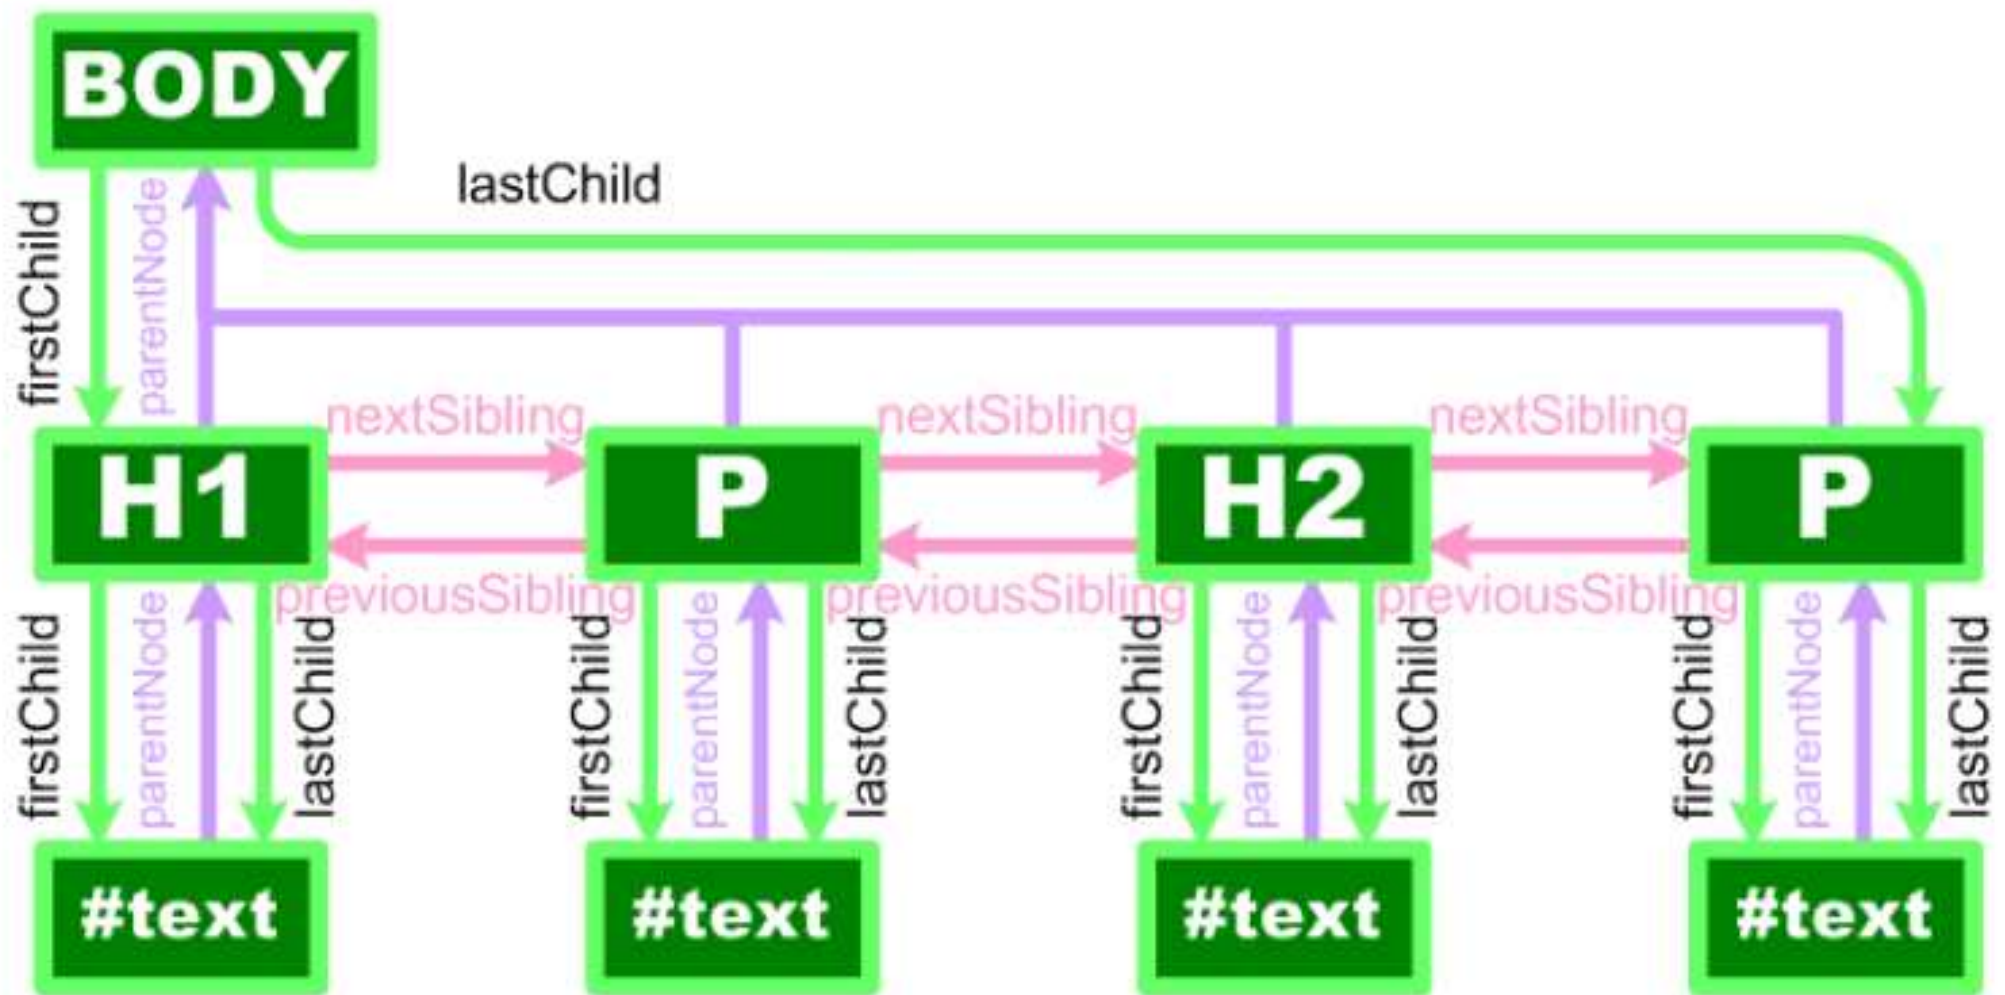 BODY
lastChild
firstChild
parentNode
nextSibling
nextSibling
nextSibling
H1
P
H2
P
previousSibling
previousSibling
previousSibling
firstChild
parentNode
lastChild
firstChild
parentNode
lastChild
firstChild
parentNode
lastChild
firstChild
parentNode
lastChild
#text
#text
#text
#text